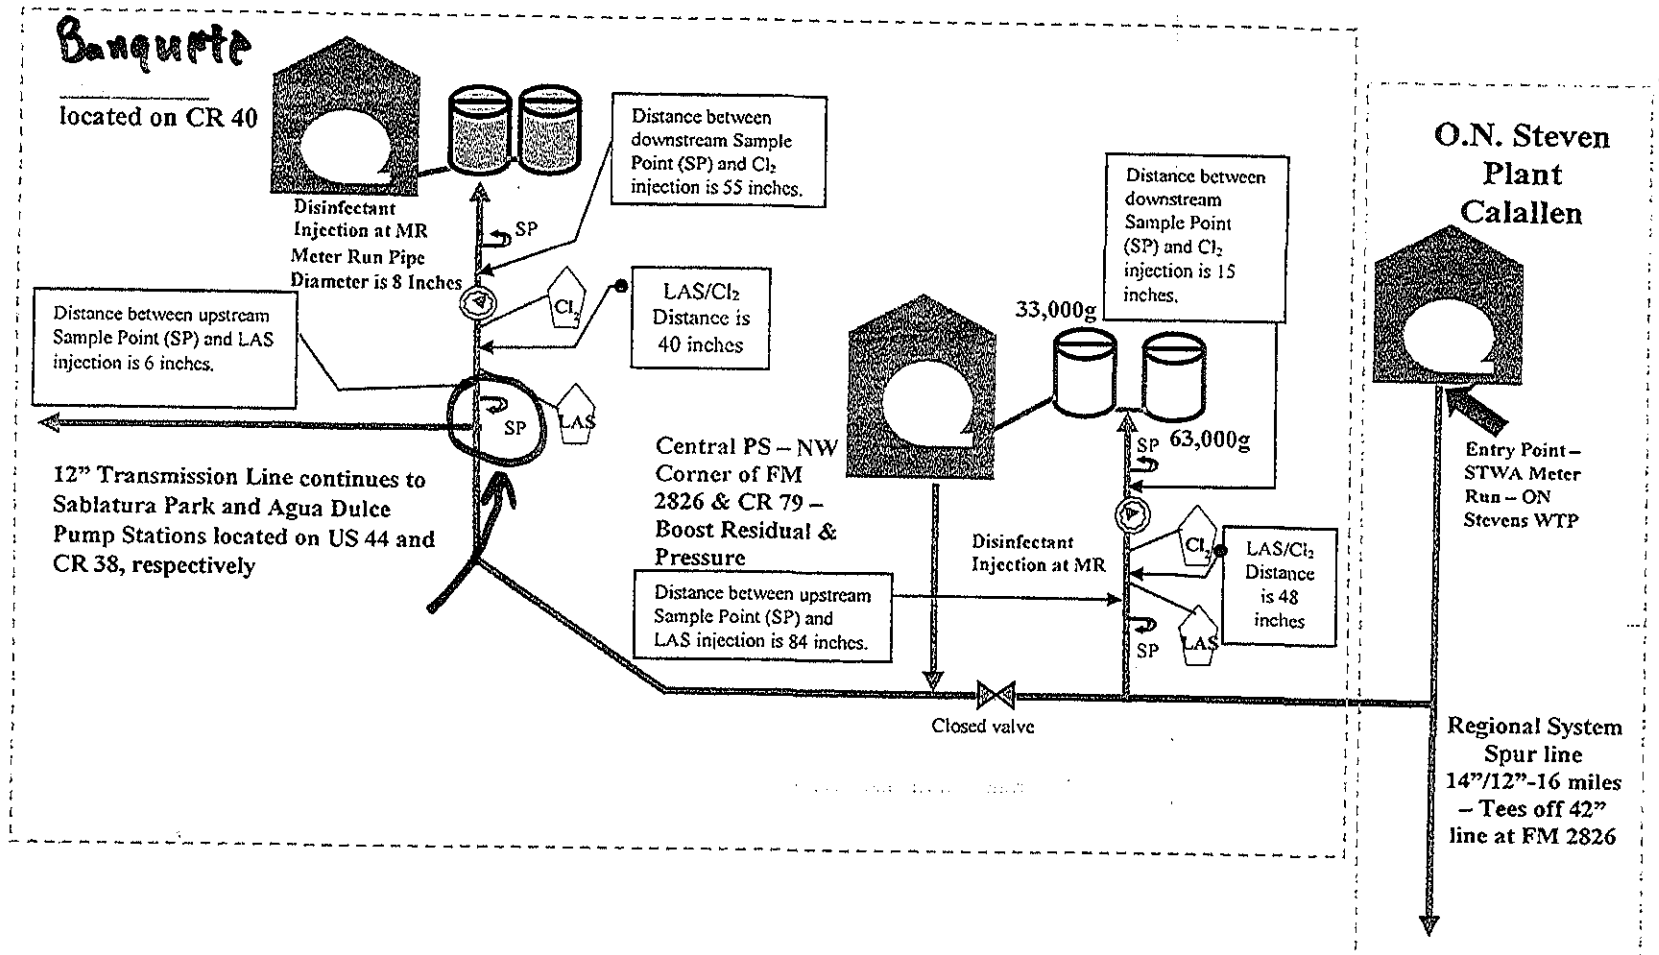 Banquete
located on CR 40
Disinfectant
Injection at MR
Meter Run Pipe
Diameter is 8 Inches
SP
Distance between
downstream Sample
Point (SP) and Cl₂
injection is 55 inches.
Cl₂
LAS/Cl₂
Distance is
40 inches
Distance between upstream
Sample Point (SP) and LAS
injection is 6 inches.
SP
LAS
12” Transmission Line continues to
Sablatura Park and Agua Dulce
Pump Stations located on US 44 and
CR 38, respectively
Central PS – NW
Corner of FM
2826 & CR 79 –
Boost Residual &
Pressure
33,000g
63,000g
Distance between
downstream
Sample Point
(SP) and Cl₂
injection is 15
inches.
SP
Disinfectant
Injection at MR
Cl₂
LAS/Cl₂
Distance
is 48
inches
Distance between upstream
Sample Point (SP) and
LAS injection is 84 inches.
SP
LAS
Closed valve
O.N. Steven
Plant
Calallen
Entry Point –
STWA Meter
Run – ON
Stevens WTP
Regional System
Spur line
14”/12”-16 miles
– Tees off 42”
line at FM 2826